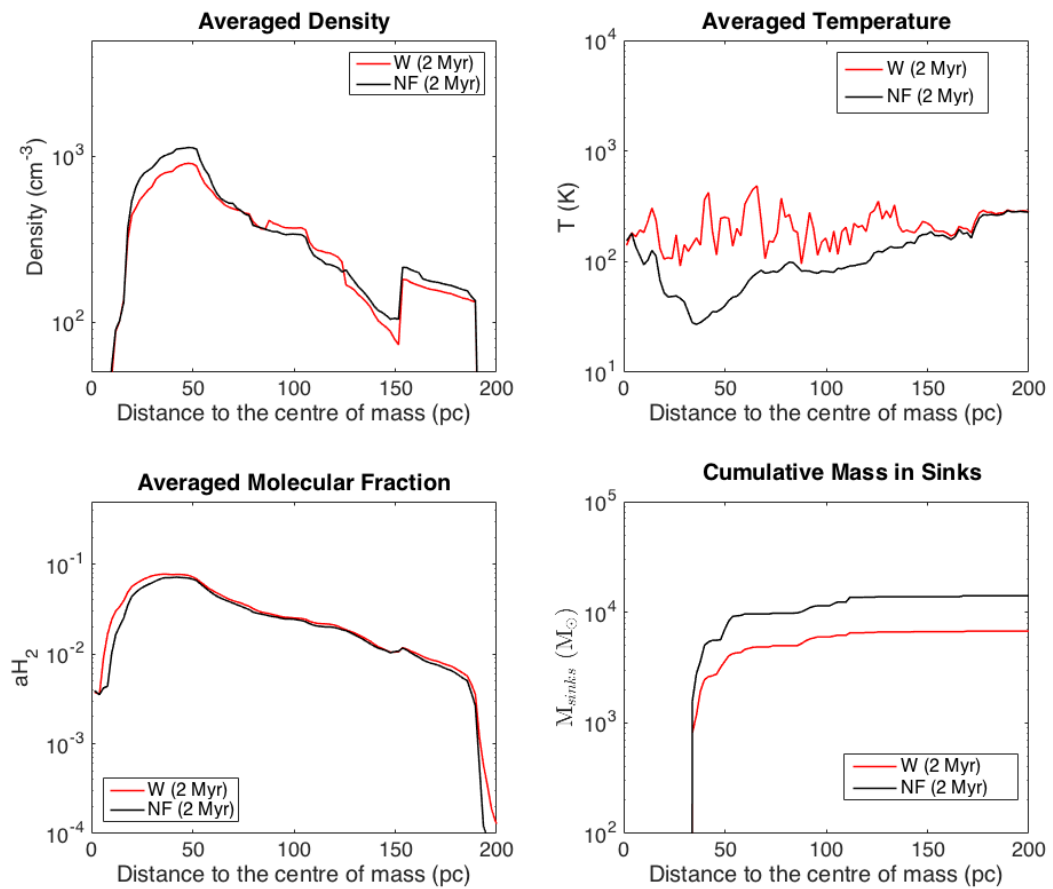 Averaged Density
W (2 Myr)
NF (2 Myr)
Density (cm⁻³)
10³
10²
0 50 100 150 200
Distance to the centre of mass (pc)
Averaged Temperature
W (2 Myr)
NF (2 Myr)
T (K)
10⁴
10³
10²
10¹
0 50 100 150 200
Distance to the centre of mass (pc)
Averaged Molecular Fraction
aH₂
10⁻¹
10⁻²
10⁻³
10⁻⁴
W (2 Myr)
NF (2 Myr)
0 50 100 150 200
Distance to the centre of mass (pc)
Cumulative Mass in Sinks
M_sinks (M_⊙)
10⁵
10⁴
10³
10²
W (2 Myr)
NF (2 Myr)
0 50 100 150 200
Distance to the centre of mass (pc)